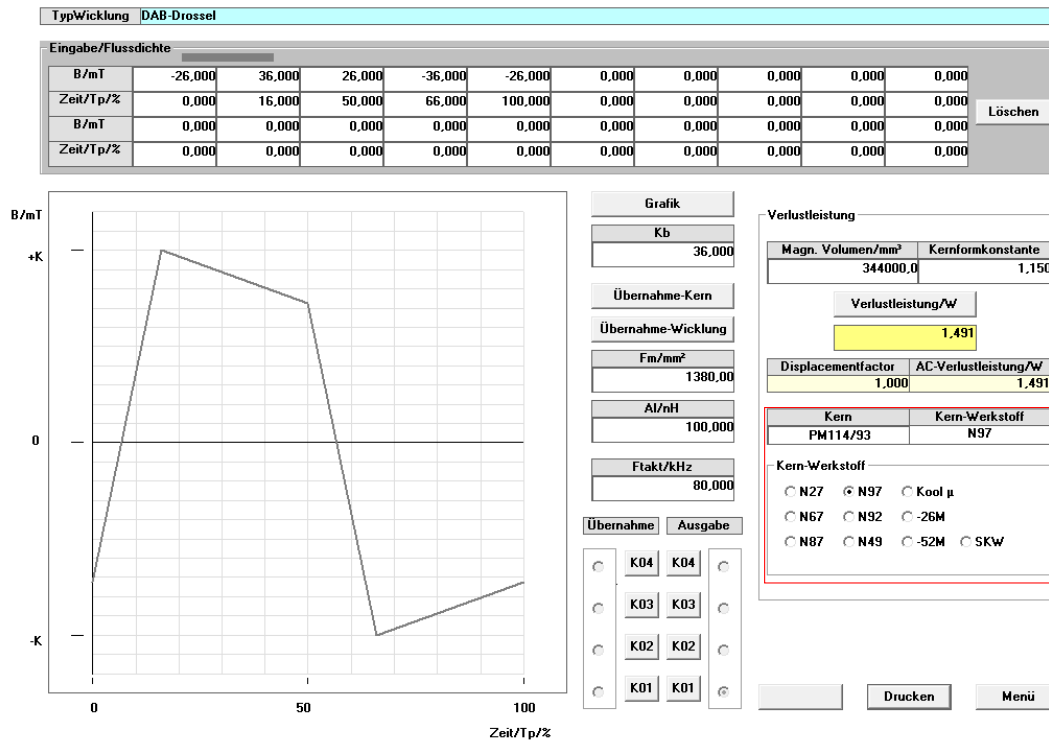 TypWicklung DAB-Drossel
Eingabe/Flussdichte
B/mT -26,000 36,000 26,000 -36,000 -26,000 0,000 0,000 0,000 0,000 0,000
Zeit/Tp/% 0,000 16,000 50,000 66,000 100,000 0,000 0,000 0,000 0,000 0,000
B/mT 0,000 0,000 0,000 0,000 0,000 0,000 0,000 0,000 0,000 0,000
Zeit/Tp/% 0,000 0,000 0,000 0,000 0,000 0,000 0,000 0,000 0,000 0,000
Löschen
B/mT
+K
0
-K
0 50 100
Zeit/Tp/%
Grafik
Kb
36,000
Übernahme-Kern
Übernahme-Wicklung
Fm/mm²
1380,00
Al/nH
100,000
Ftakt/kHz
80,000
Übernahme Ausgabe
K04 K04
K03 K03
K02 K02
K01 K01
Verlustleistung
Magn. Volumen/mm³ Kernformkonstante
344000,0 1,150
Verlustleistung/W
1,491
Displacementfactor AC-Verlustleistung/W
1,000 1,491
Kern Kern-Werkstoff
PM114/93 N97
Kern-Werkstoff
N27 N97 Kool µ
N67 N92 -26M
N87 N49 -52M SKW
Drucken Menü